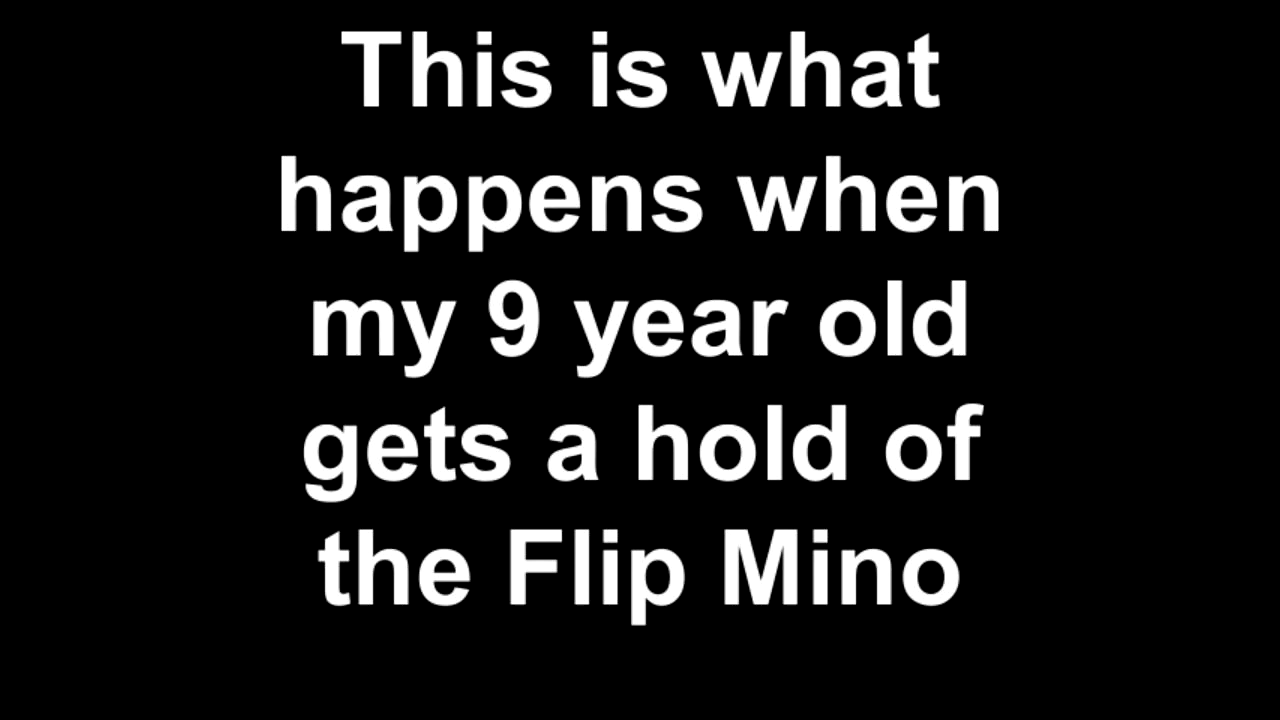 This is what
happens when
my 9 year old
gets a hold of
the Flip Mino